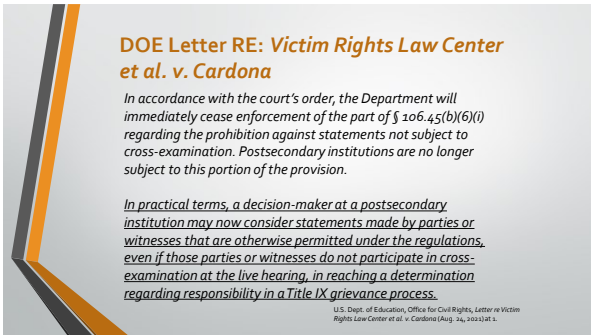 DOE Letter RE: Victim Rights Law Center
et al. v. Cardona
In accordance with the court's order, the Department will
immediately cease enforcement of the part of § 106.45(b)(6)(i)
regarding the prohibition against statements not subject to
cross-examination. Postsecondary institutions are no longer
subject to this portion of the provision.
In practical terms, a decision-maker at a postsecondary
institution may now consider statements made by parties or
witnesses that are otherwise permitted under the regulations,
even if those parties or witnesses do not participate in cross-
examination at the live hearing, in reaching a determination
regarding responsibility in a Title IX grievance process.
U.S. Dept. of Education, Office for Civil Rights, Letter re Victim
Rights Law Center et al. v. Cardona (Aug. 24, 2021) at 1.